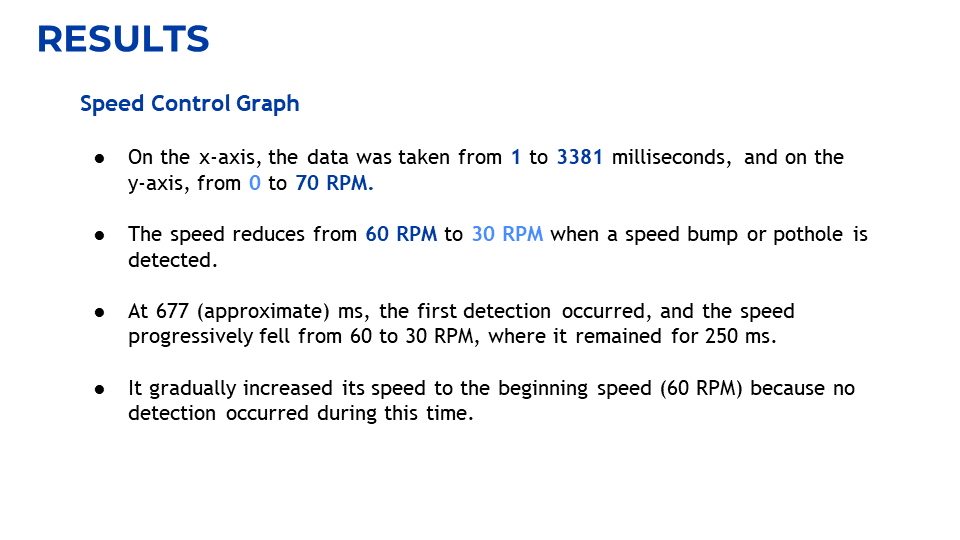 RESULTS
Speed Control Graph
● On the x-axis, the data was taken from 1 to 3381 milliseconds, and on the
y-axis, from 0 to 70 RPM.
● The speed reduces from 60 RPM to 30 RPM when a speed bump or pothole is
detected.
● At 677 (approximate) ms, the first detection occurred, and the speed
progressively fell from 60 to 30 RPM, where it remained for 250 ms.
● It gradually increased its speed to the beginning speed (60 RPM) because no
detection occurred during this time.